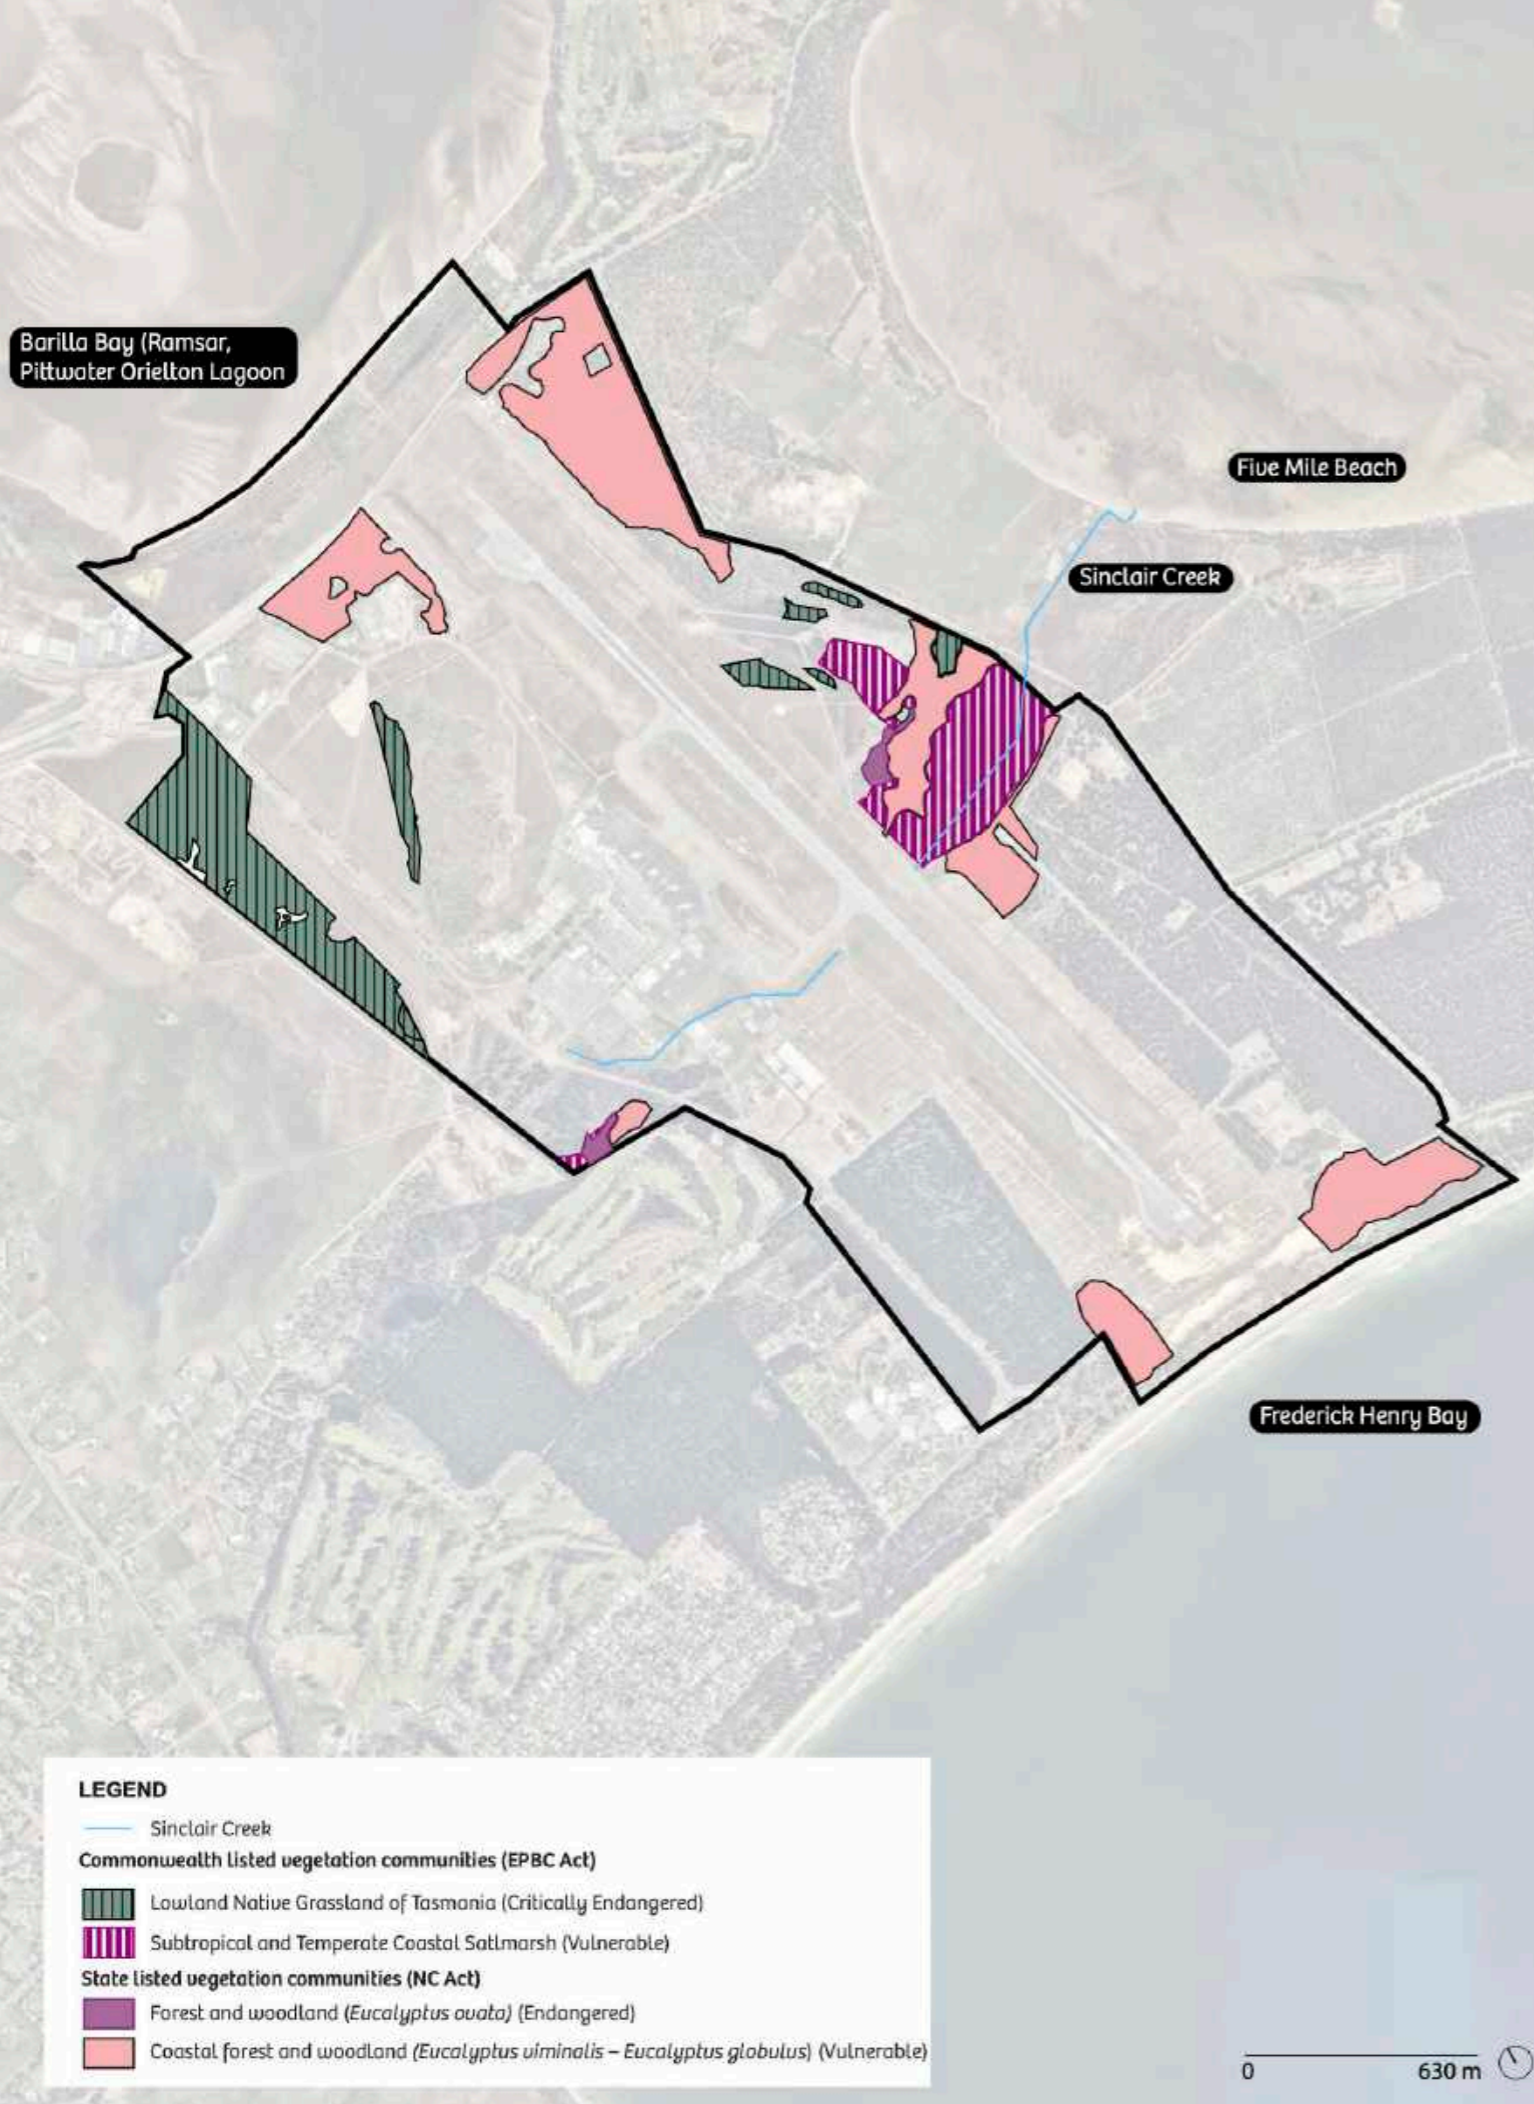 Barilla Bay (Ramsar,
Pittwater Orielton Lagoon
Five Mile Beach
Sinclair Creek
Frederick Henry Bay
LEGEND
Sinclair Creek
Commonwealth listed vegetation communities (EPBC Act)
Lowland Native Grassland of Tasmania (Critically Endangered)
Subtropical and Temperate Coastal Satlmarsh (Vulnerable)
State listed vegetation communities (NC Act)
Forest and woodland (Eucalyptus ovata) (Endangered)
Coastal forest and woodland (Eucalyptus viminalis – Eucalyptus globulus) (Vulnerable)
0 630 m